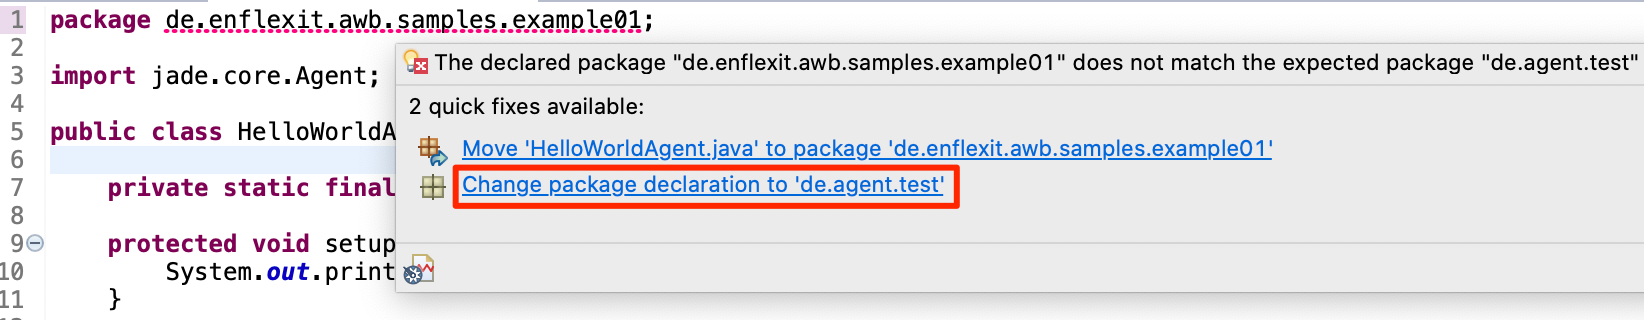 1 package de.enflexit.awb.samples.example01;
2
The declared package "de.enflexit.awb.samples.example01" does not match the expected package "de.agent.test"
3 import jade.core.Agent;
4
2 quick fixes available:
5 public class HelloWorldA
Move 'HelloWorldAgent.java' to package 'de.enflexit.awb.samples.example01'
6
7 private static final
Change package declaration to 'de.agent.test'
8
9 protected void setup
10 System.out.print
11 }